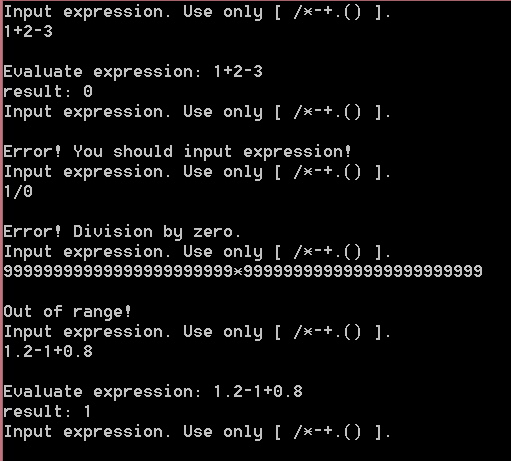 Input expression. Use only [ /*-+.() ].
1+2-3
Evaluate expression: 1+2-3
result: 0
Input expression. Use only [ /*-+.() ].
Error! You should input expression!
Input expression. Use only [ /*-+.() ].
1/0
Error! Division by zero.
Input expression. Use only [ /*-+.() ].
99999999999999999999999*999999999999999999999999
Out of range!
Input expression. Use only [ /*-+.() ].
1.2-1+0.8
Evaluate expression: 1.2-1+0.8
result: 1
Input expression. Use only [ /*-+.() ].